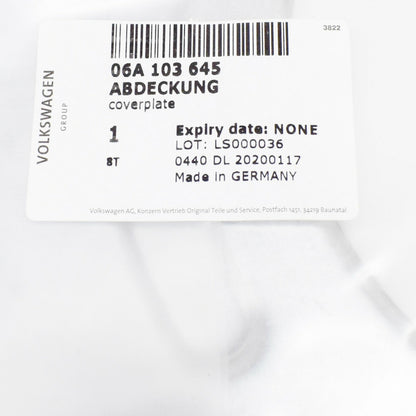 3822
VOLKSWAGEN
GROUP
06A 103 645
ABDECKUNG
coverplate
1 Expiry date: NONE
LOT: LS000036
8T 0440 DL 20200117
Made in GERMANY
Volkswagen AG, Konzern Vertrieb Original Teile und Service, Postfach 1451, 34219 Baunatal